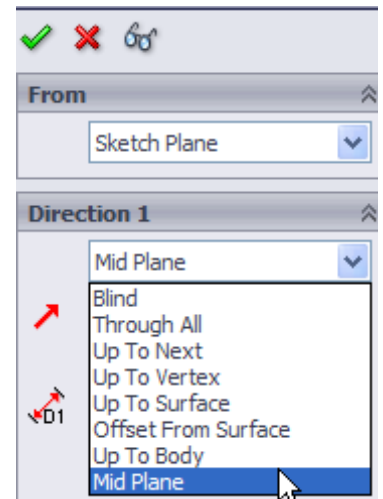 From
Sketch Plane
Direction 1
Mid Plane
Blind
Through All
Up To Next
Up To Vertex
Up To Surface
D1
Offset From Surface
Up To Body
Mid Plane